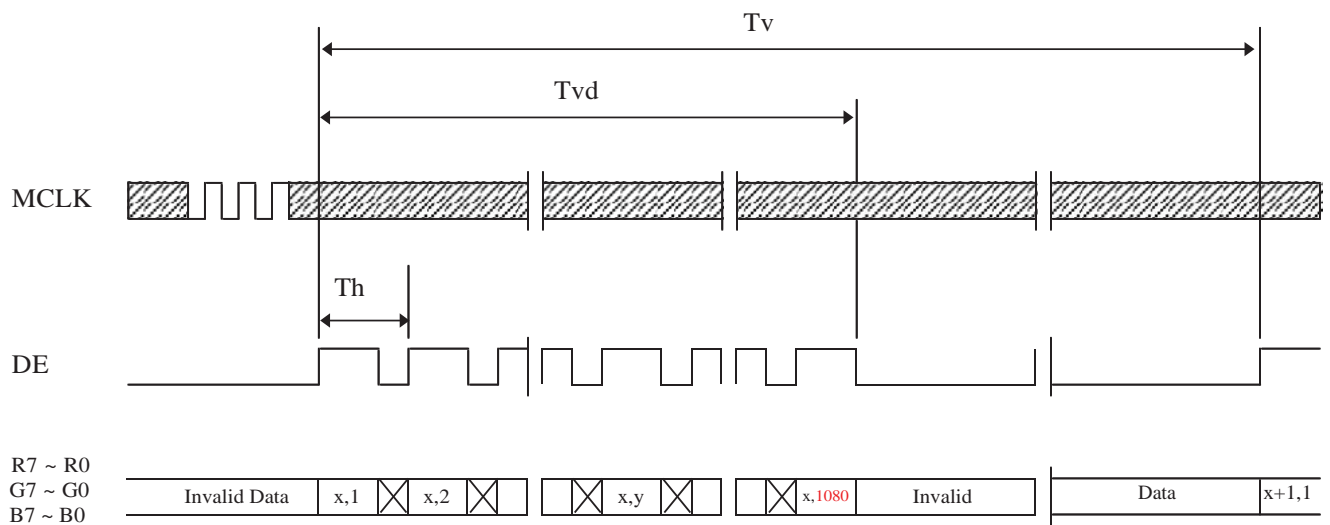 Tv
Tvd
MCLK
Th
DE
R7 ~ R0
G7 ~ G0
B7 ~ B0
Invalid Data x,1 x,2 x,y x,1080 Invalid Data x+1,1